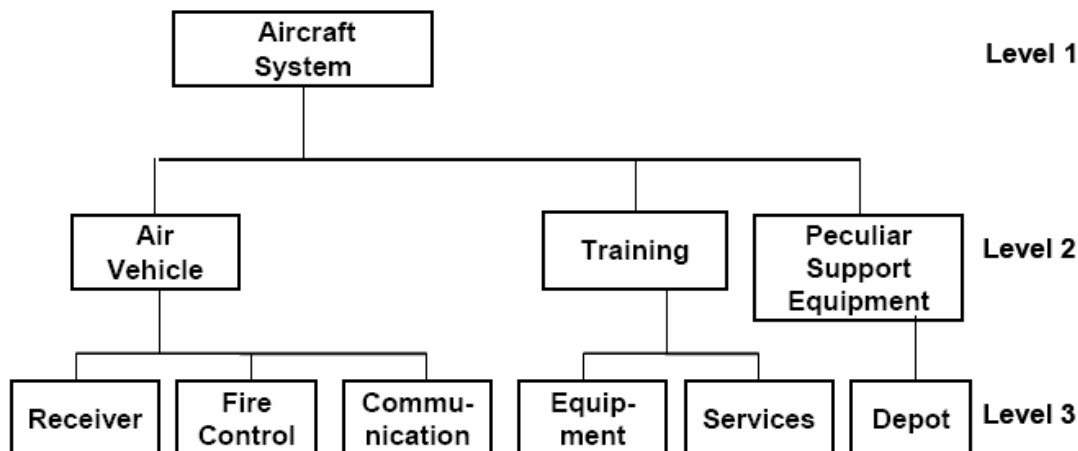 Aircraft
System
Level 1
Air
Vehicle
Training
Peculiar
Support
Equipment
Level 2
Receiver
Fire
Control
Commu-
nication
Equip-
ment
Services
Depot
Level 3